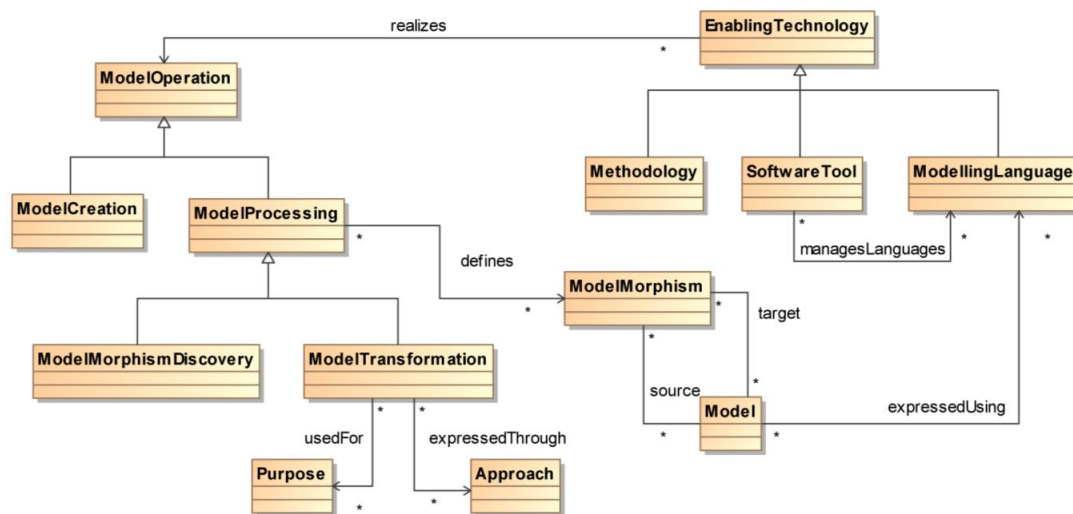 EnablingTechnology
realizes
*
ModelOperation
Methodology
SoftwareTool
ModellingLanguage
ModelCreation
ModelProcessing
*
*
*
*
managesLanguages
defines
ModelMorphism
*
*
target
*
ModelMorphismDiscovery
ModelTransformation
source
*
Model
expressedUsing
*
*
*
*
usedFor
expressedThrough
Purpose
Approach
*
*